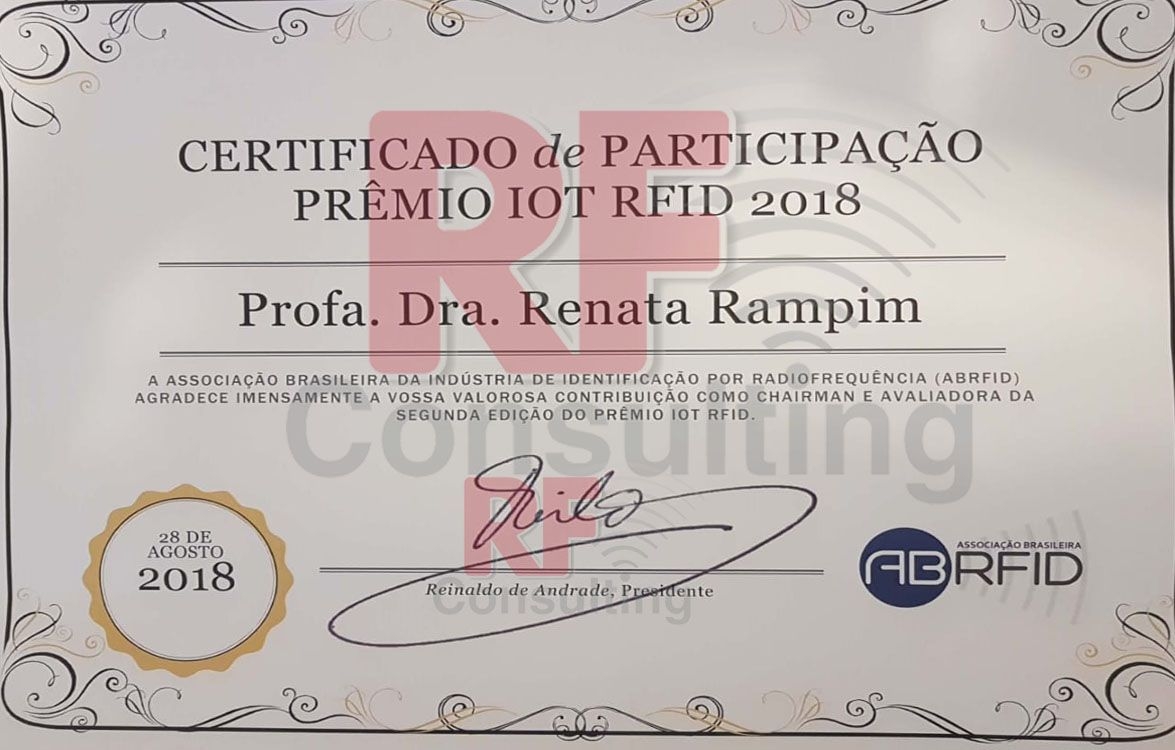 CERTIFICADO de PARTICIPAÇÃO
PRÊMIO IOT RFID 2018
Profa. Dra. Renata Rampim
A ASSOCIAÇÃO BRASILEIRA DA INDÚSTRIA DE IDENTIFICAÇÃO POR RADIOFREQUÊNCIA (ABRFID)
AGRADECE IMENSAMENTE A VOSSA VALOROSA CONTRIBUIÇÃO COMO CHAIRMAN E AVALIADORA DA
SEGUNDA EDIÇÃO DO PRÊMIO IOT RFID.
RF
Consulting
28 DE
AGOSTO
2018
RF
Consulting
Reinaldo de Andrade, Presidente
ASSOCIAÇÃO BRASILEIRA
ABRFID